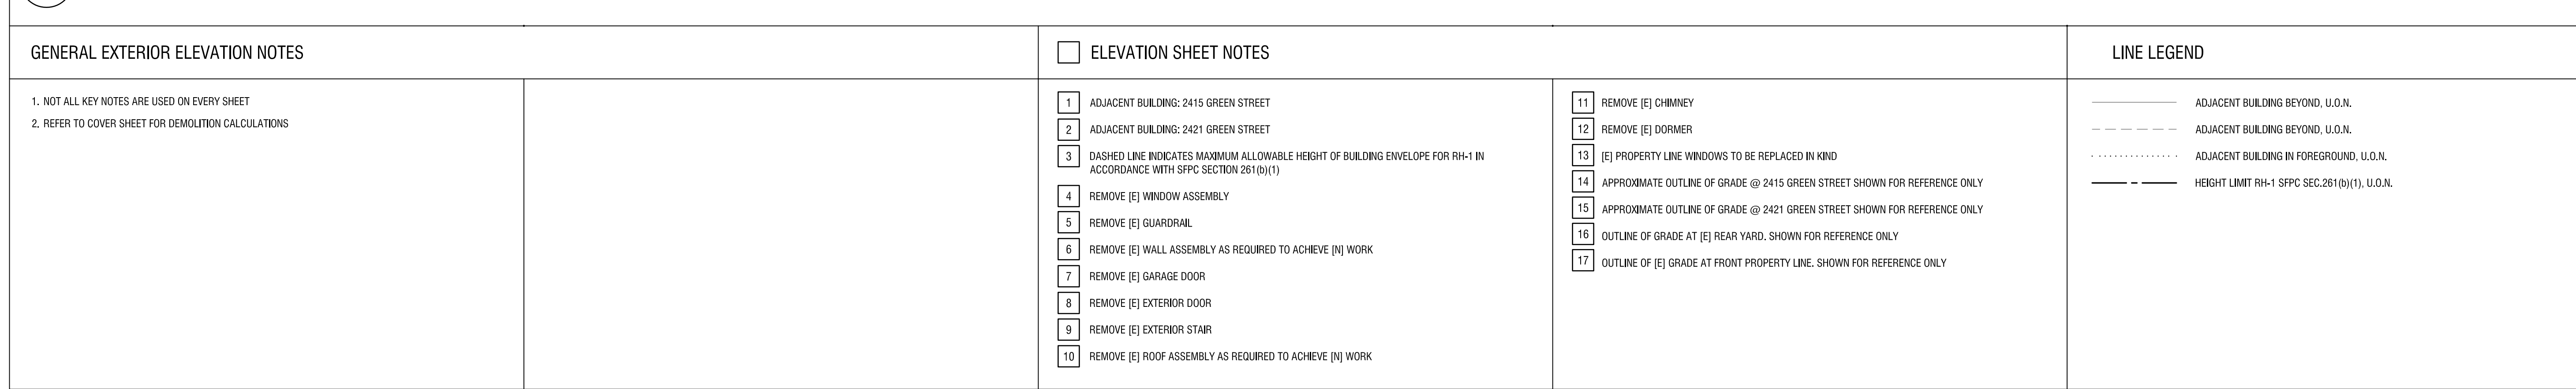 GENERAL EXTERIOR ELEVATION NOTES
1. NOT ALL KEY NOTES ARE USED ON EVERY SHEET
2. REFER TO COVER SHEET FOR DEMOLITION CALCULATIONS
ELEVATION SHEET NOTES
1 ADJACENT BUILDING: 2415 GREEN STREET
2 ADJACENT BUILDING: 2421 GREEN STREET
3 DASHED LINE INDICATES MAXIMUM ALLOWABLE HEIGHT OF BUILDING ENVELOPE FOR RH-1 IN
ACCORDANCE WITH SFPC SECTION 261(b)(1)
4 REMOVE [E] WINDOW ASSEMBLY
5 REMOVE [E] GUARDRAIL
6 REMOVE [E] WALL ASSEMBLY AS REQUIRED TO ACHIEVE [N] WORK
7 REMOVE [E] GARAGE DOOR
8 REMOVE [E] EXTERIOR DOOR
9 REMOVE [E] EXTERIOR STAIR
10 REMOVE [E] ROOF ASSEMBLY AS REQUIRED TO ACHIEVE [N] WORK
11 REMOVE [E] CHIMNEY
12 REMOVE [E] DORMER
13 [E] PROPERTY LINE WINDOWS TO BE REPLACED IN KIND
14 APPROXIMATE OUTLINE OF GRADE @ 2415 GREEN STREET SHOWN FOR REFERENCE ONLY
15 APPROXIMATE OUTLINE OF GRADE @ 2421 GREEN STREET SHOWN FOR REFERENCE ONLY
16 OUTLINE OF GRADE AT [E] REAR YARD. SHOWN FOR REFERENCE ONLY
17 OUTLINE OF [E] GRADE AT FRONT PROPERTY LINE. SHOWN FOR REFERENCE ONLY
LINE LEGEND
ADJACENT BUILDING BEYOND, U.O.N.
ADJACENT BUILDING BEYOND, U.O.N.
ADJACENT BUILDING IN FOREGROUND, U.O.N.
HEIGHT LIMIT RH-1 SFPC SEC.261(b)(1), U.O.N.